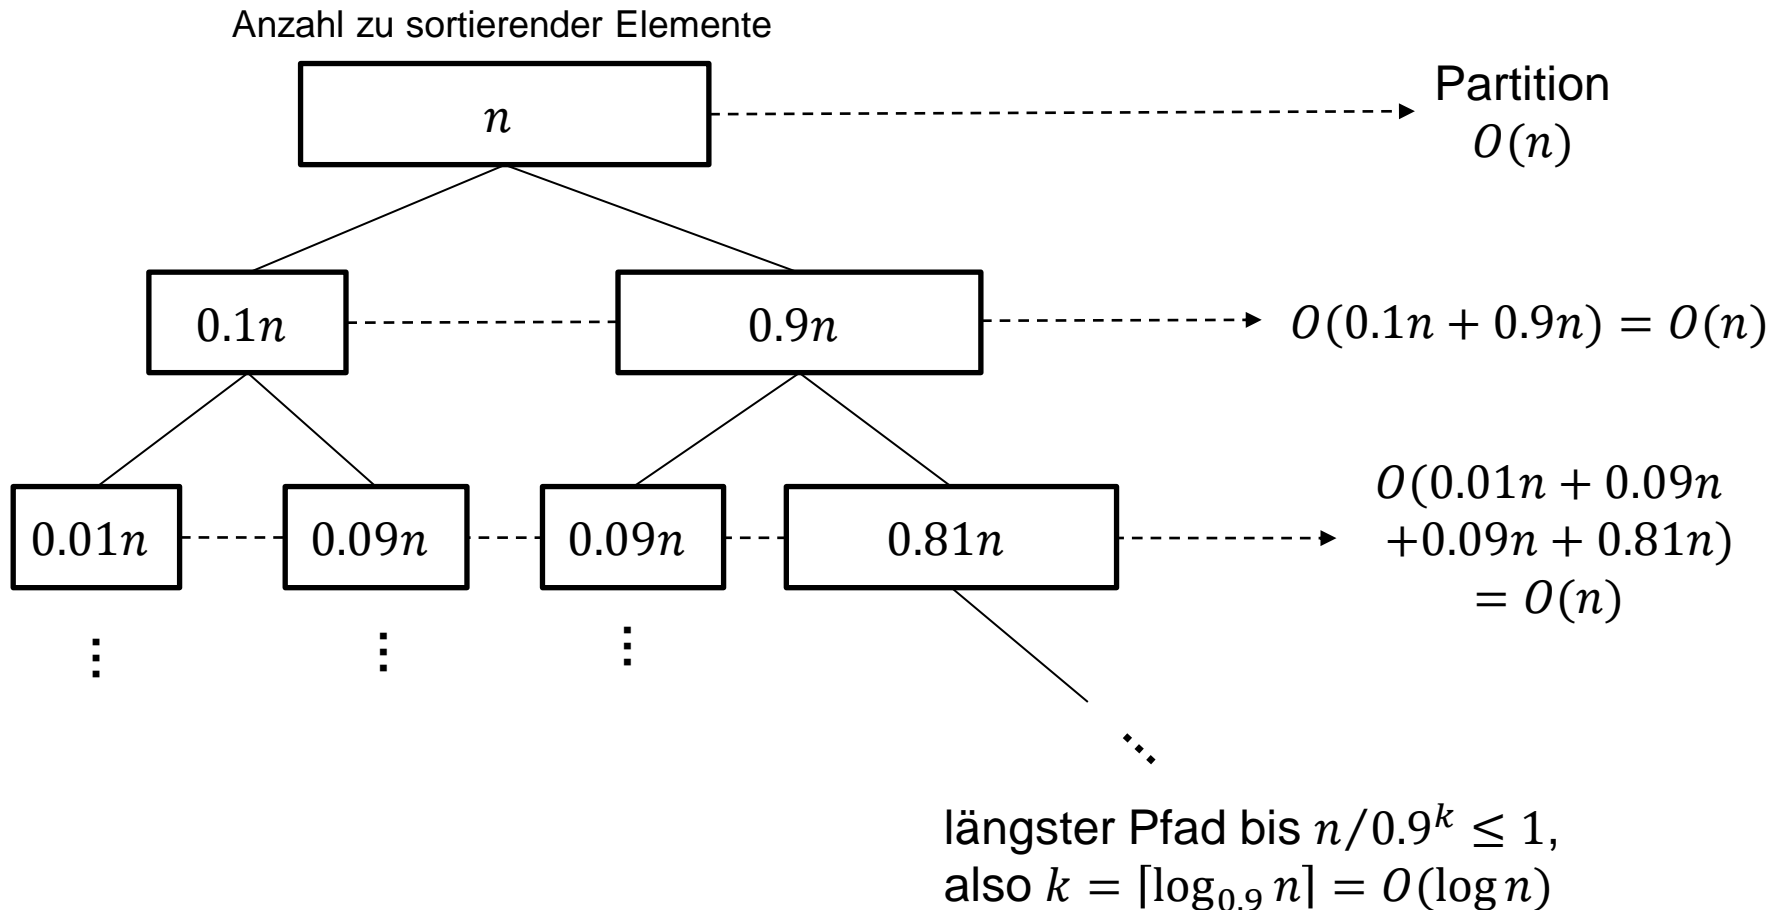 Anzahl zu sortierender Elemente
n
Partition
O(n)
0.1n
0.9n
O(0.1n + 0.9n) = O(n)
0.01n
0.09n
0.09n
0.81n
O(0.01n + 0.09n
+0.09n + 0.81n)
= O(n)
⋮
⋮
⋮
⋱
längster Pfad bis n/0.9^k ≤ 1,
also k = ⌈log_{0.9} n⌉ = O(log n)